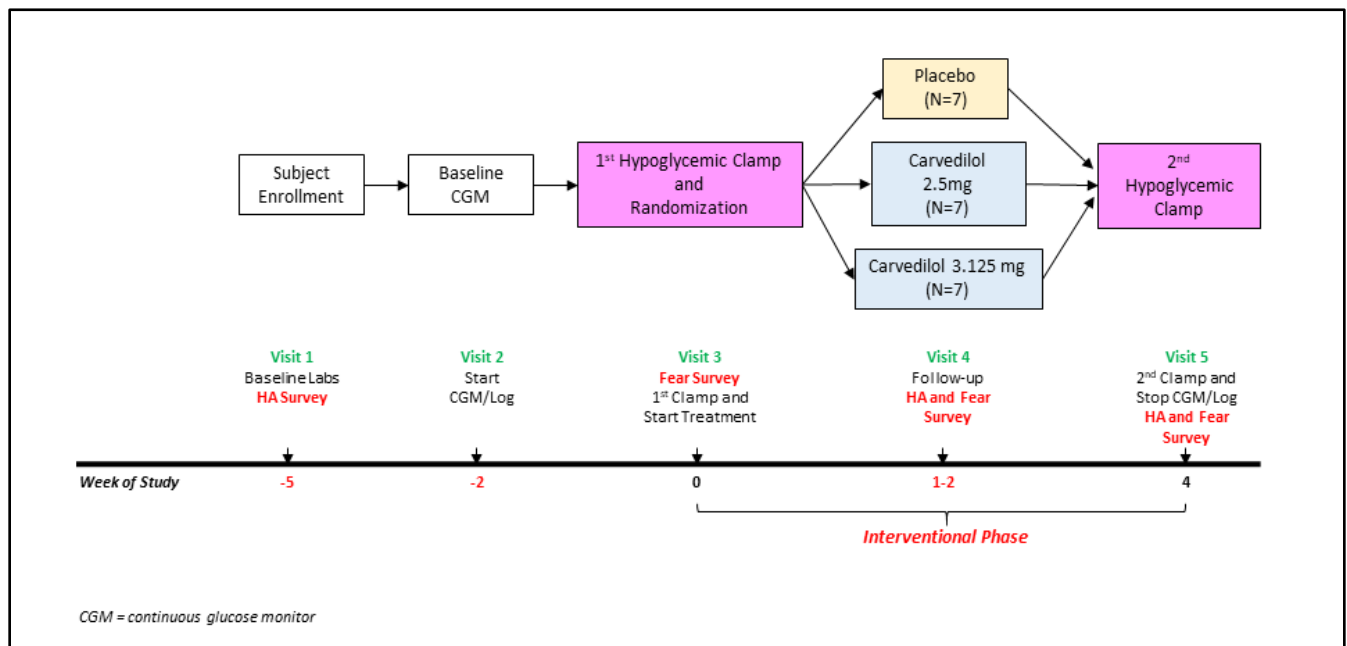 Placebo
(N=7)
Subject
Enrollment
Baseline
CGM
1st Hypoglycemic Clamp
and
Randomization
Carvedilol
2.5mg
(N=7)
2nd
Hypoglycemic
Clamp
Carvedilol 3.125 mg
(N=7)
Visit 1
Baseline Labs
HA Survey
Visit 2
Start
CGM/Log
Visit 3
Fear Survey
1st Clamp and
Start Treatment
Visit 4
Follow-up
HA and Fear
Survey
Visit 5
2nd Clamp and
Stop CGM/Log
HA and Fear
Survey
Week of Study -5 -2 0 1-2 4
Interventional Phase
CGM = continuous glucose monitor